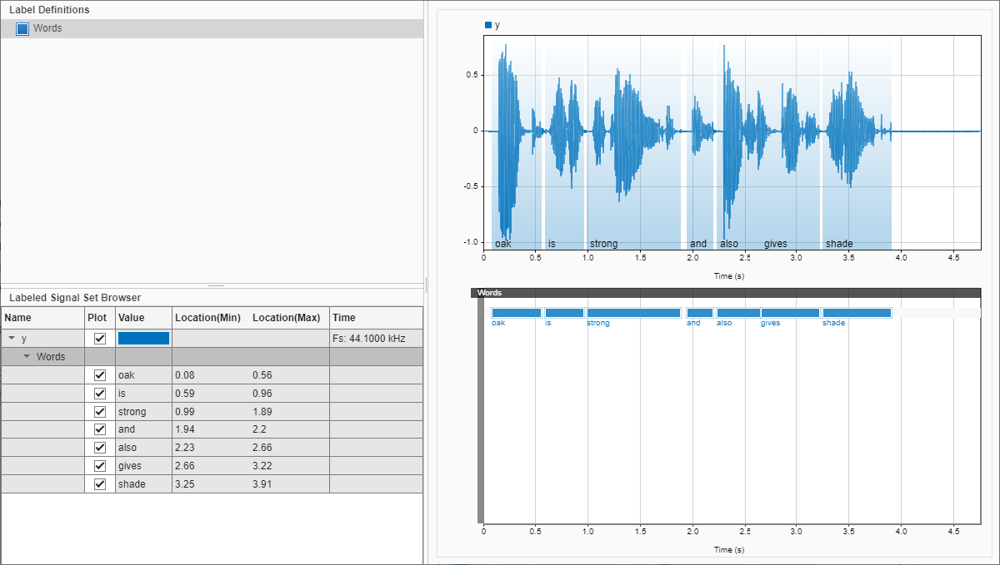 Label Definitions
Words
Labeled Signal Set Browser
Name Plot Value Location(Min) Location(Max) Time
y Fs: 44.1000 kHz
Words
oak 0.08 0.56
is 0.59 0.96
strong 0.99 1.89
and 1.94 2.2
also 2.23 2.66
gives 2.66 3.22
shade 3.25 3.91
y
0.5
0
-0.5
-1.0
oak is strong and also gives shade
0 0.5 1.0 1.5 2.0 2.5 3.0 3.5 4.0 4.5
Time (s)
Words
oak is strong and also gives shade
0 0.5 1.0 1.5 2.0 2.5 3.0 3.5 4.0 4.5
Time (s)